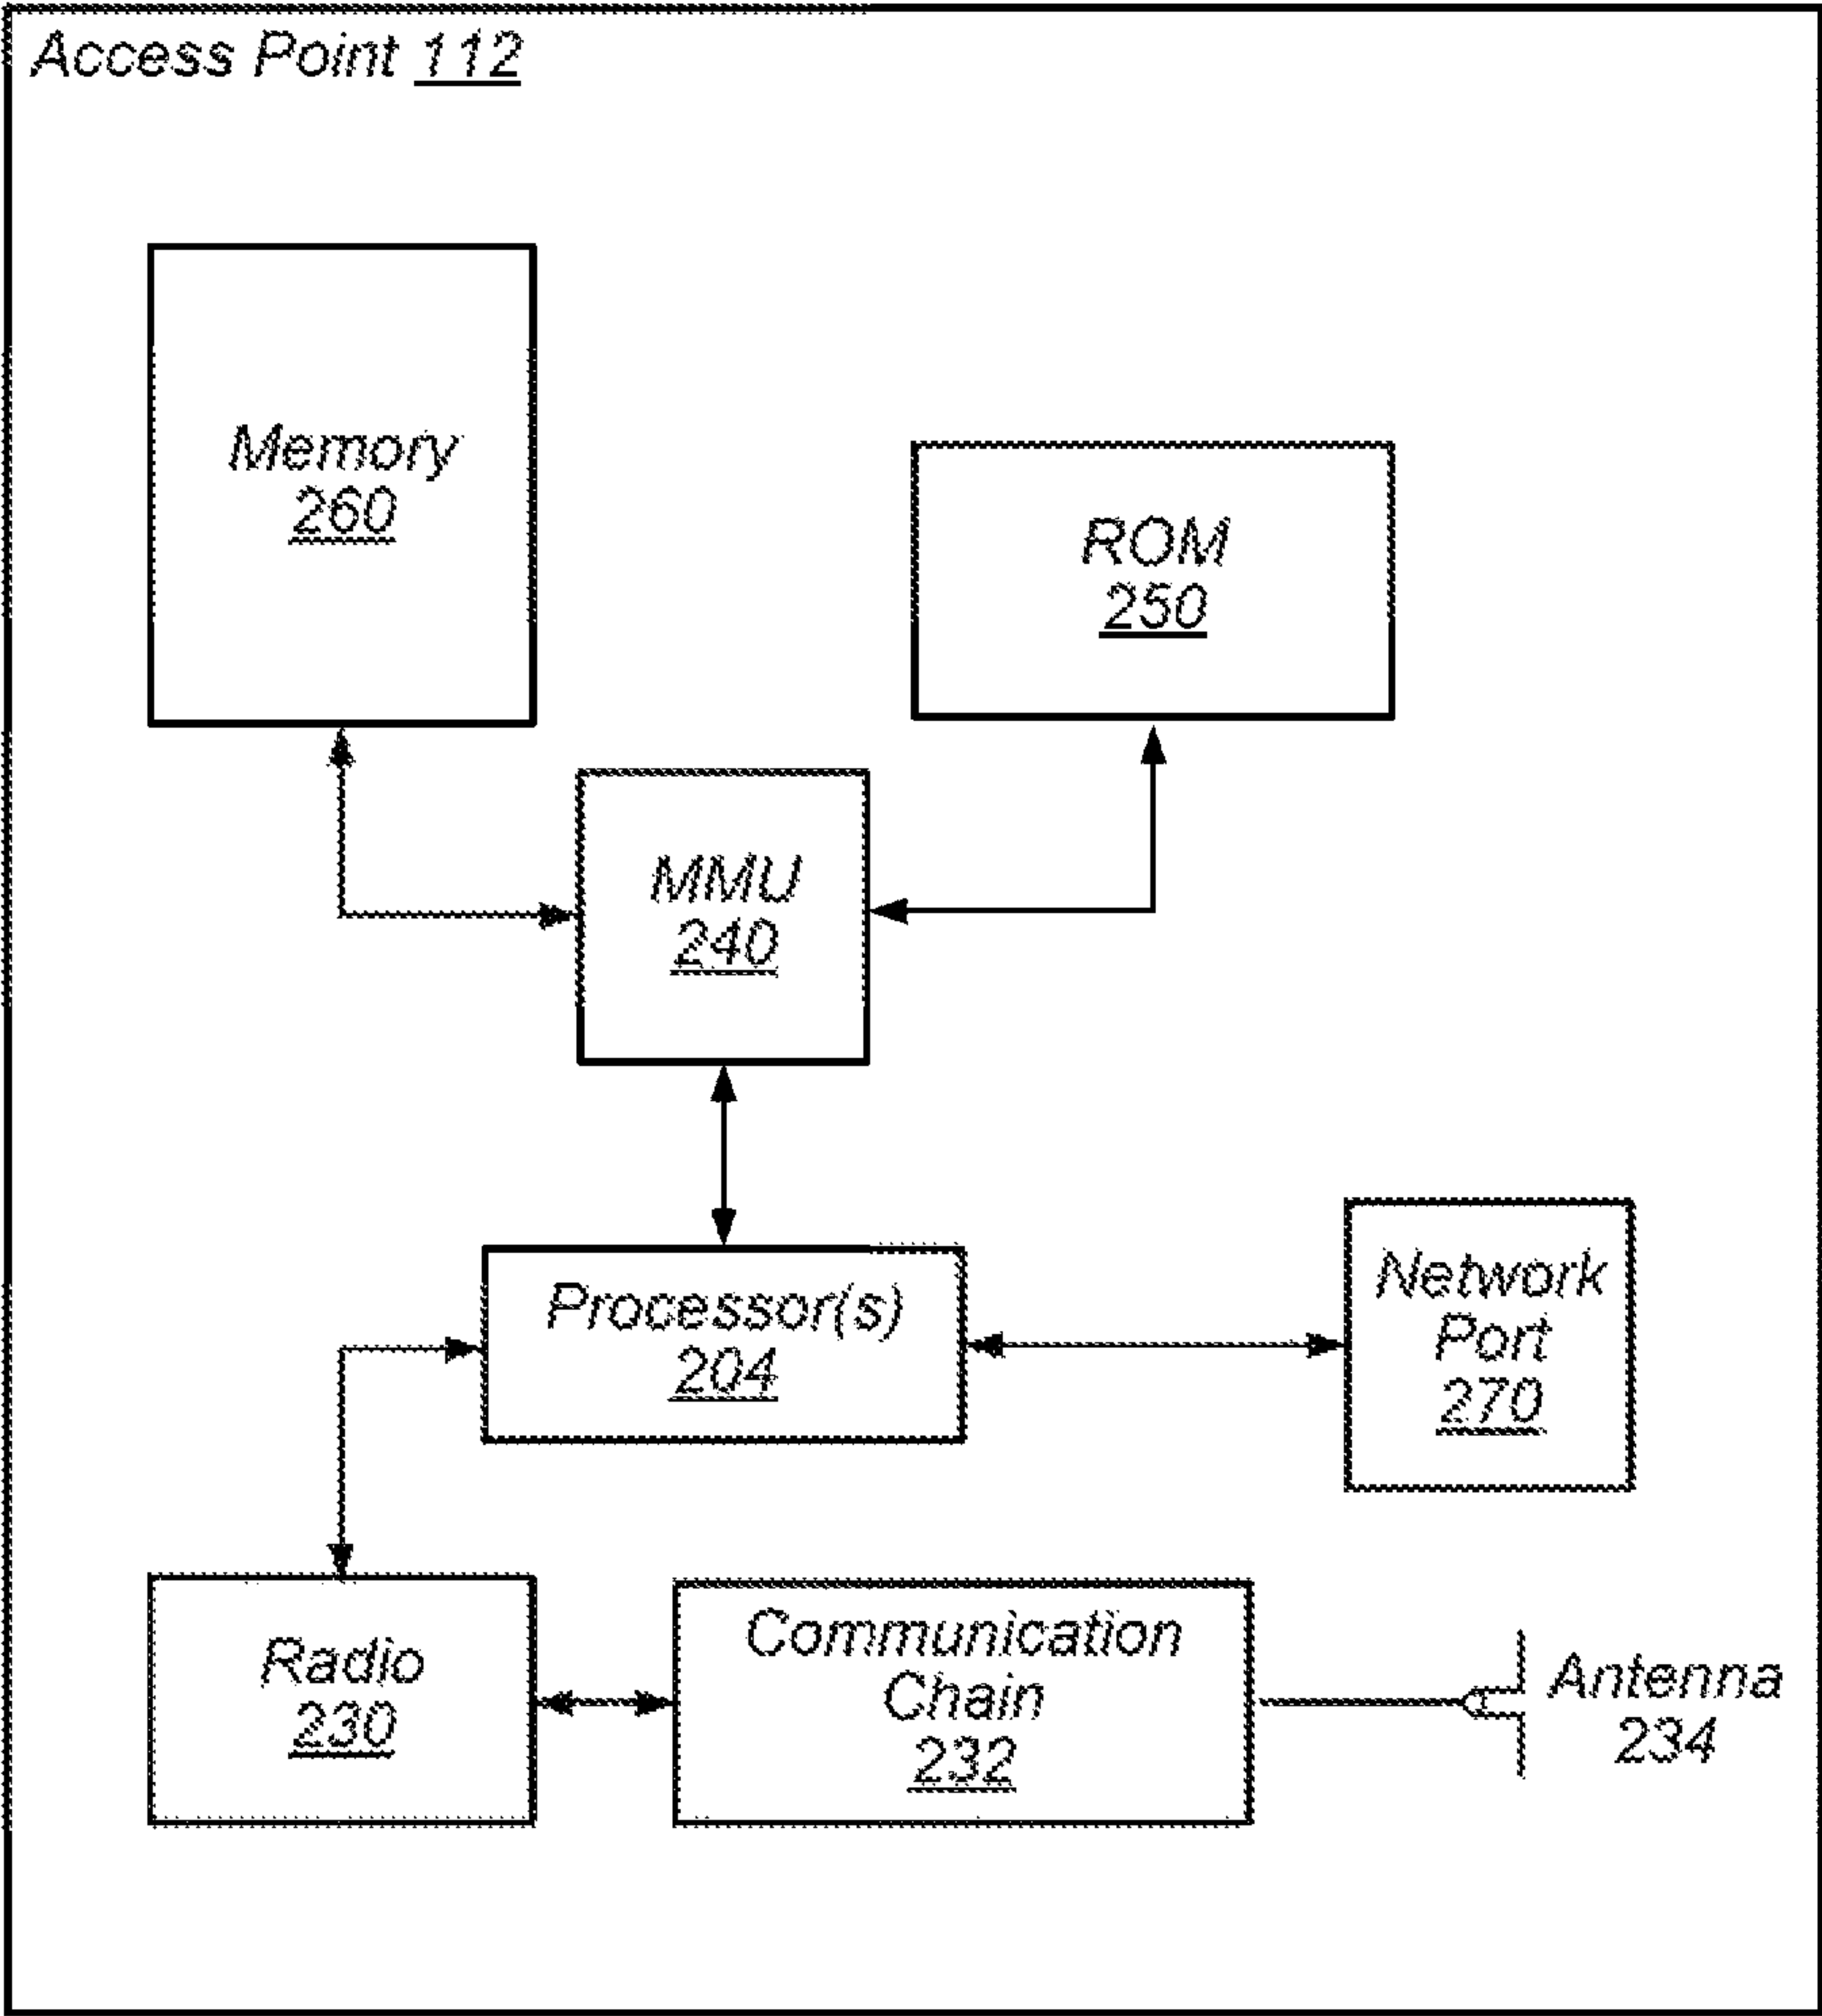 Access Point 112
Memory
260
ROM
250
MMU
240
Processor(s)
204
Network
Port
270
Radio
230
Communication
Chain
232
Antenna
234